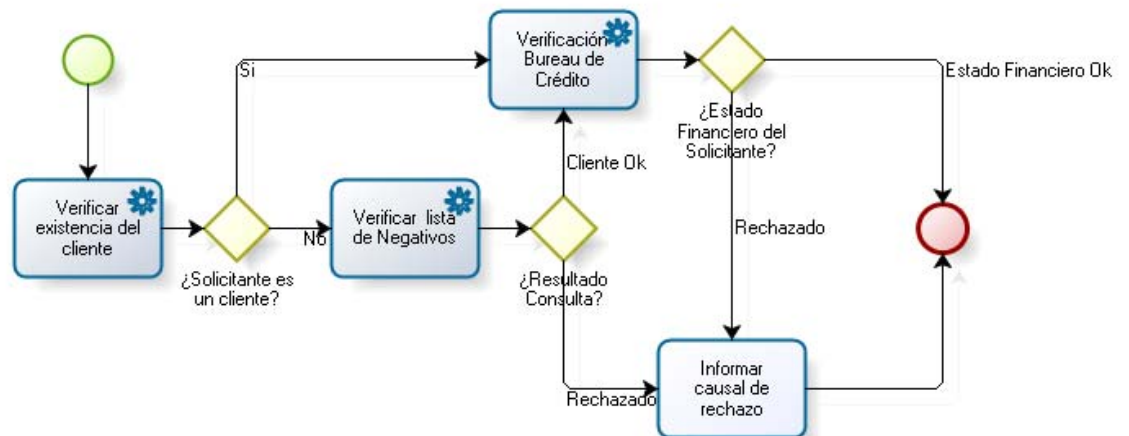 Verificar
existencia del
cliente
¿Solicitante es
un cliente?
Si
No
Verificar lista
de Negativos
¿Resultado
Consulta?
Cliente Ok
Rechazado
Verificación
Bureau de
Crédito
¿Estado
Financiero del
Solicitante?
Estado Financiero Ok
Rechazado
Informar
causal de
rechazo